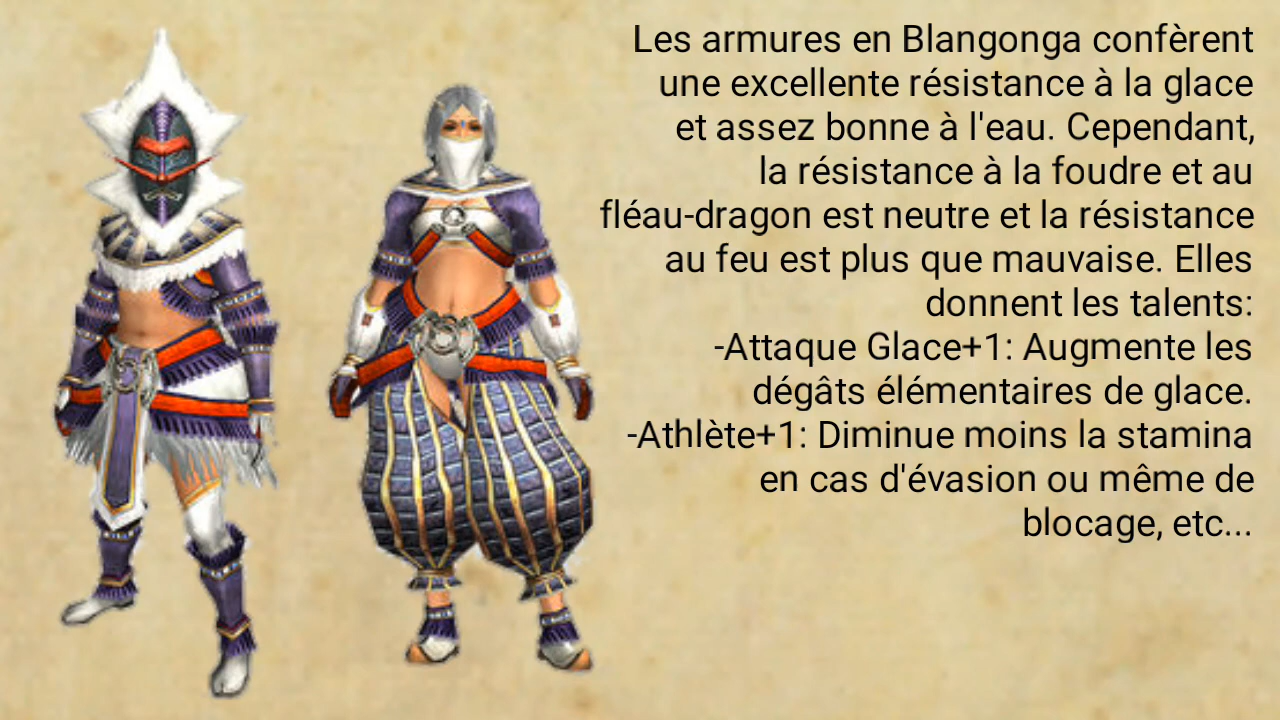 Les armures en Blangonga confèrent
une excellente résistance à la glace
et assez bonne à l'eau. Cependant,
la résistance à la foudre et au
fléau-dragon est neutre et la résistance
au feu est plus que mauvaise. Elles
donnent les talents:
-Attaque Glace+1: Augmente les
dégâts élémentaires de glace.
-Athlète+1: Diminue moins la stamina
en cas d'évasion ou même de
blocage, etc...